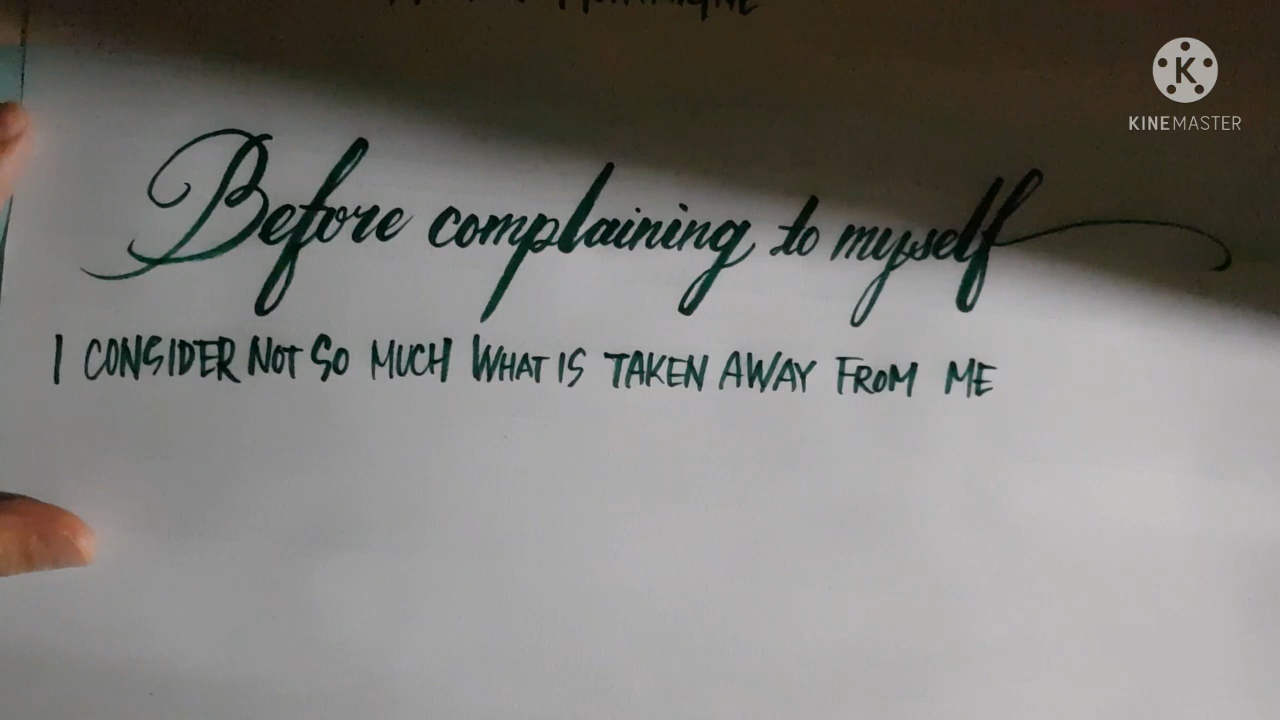 Before complaining to myself
I CONSIDER NOT SO MUCH WHAT IS TAKEN AWAY FROM ME
K
KINEMASTER